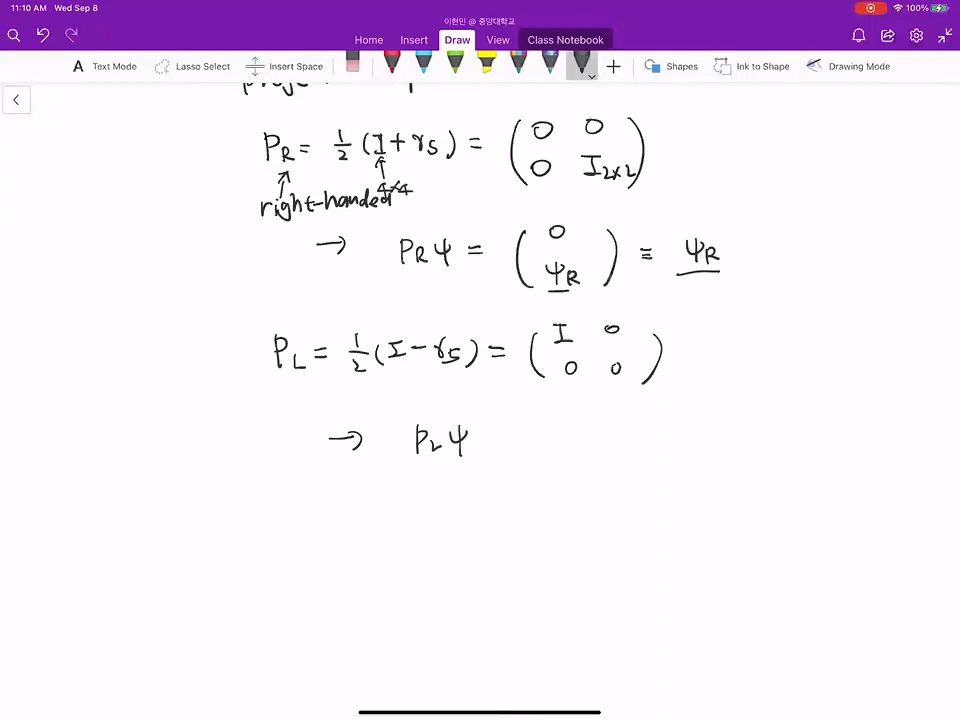 11:10 AM Wed Sep 8
100%
이현민 @ 중앙대학교
Home Insert Draw View Class Notebook
A Text Mode Lasso Select Insert Space Shapes Ink to Shape Drawing Mode
P_R = 1/2 (I + γ5) = ( 0 0
0 I_2×2 )
4×4
right-handed
→ P_R ψ = ( 0
ψ_R ) ≡ ψ_R
P_L = 1/2 (I − γ5) = ( I 0
0 0 )
→ P_L ψ